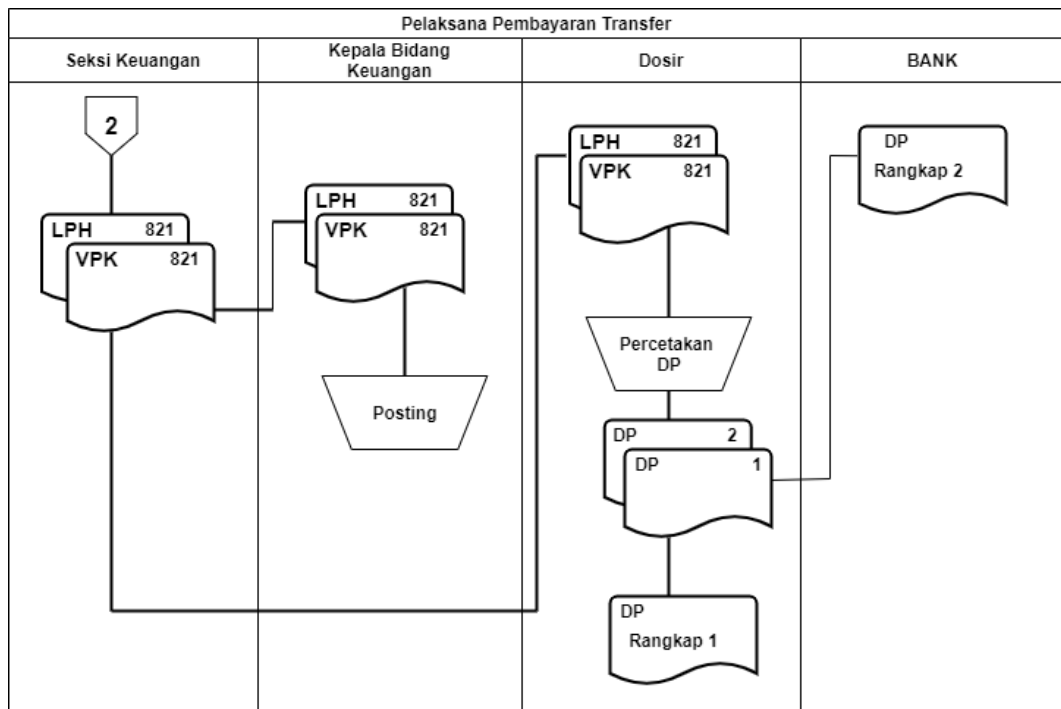 Pelaksana Pembayaran Transfer
Seksi Keuangan
Kepala Bidang
Keuangan
Dosir
BANK
2
LPH 821
VPK 821
LPH 821
VPK 821
Posting
LPH 821
VPK 821
Percetakan
DP
DP 2
DP 1
DP
Rangkap 1
DP
Rangkap 2